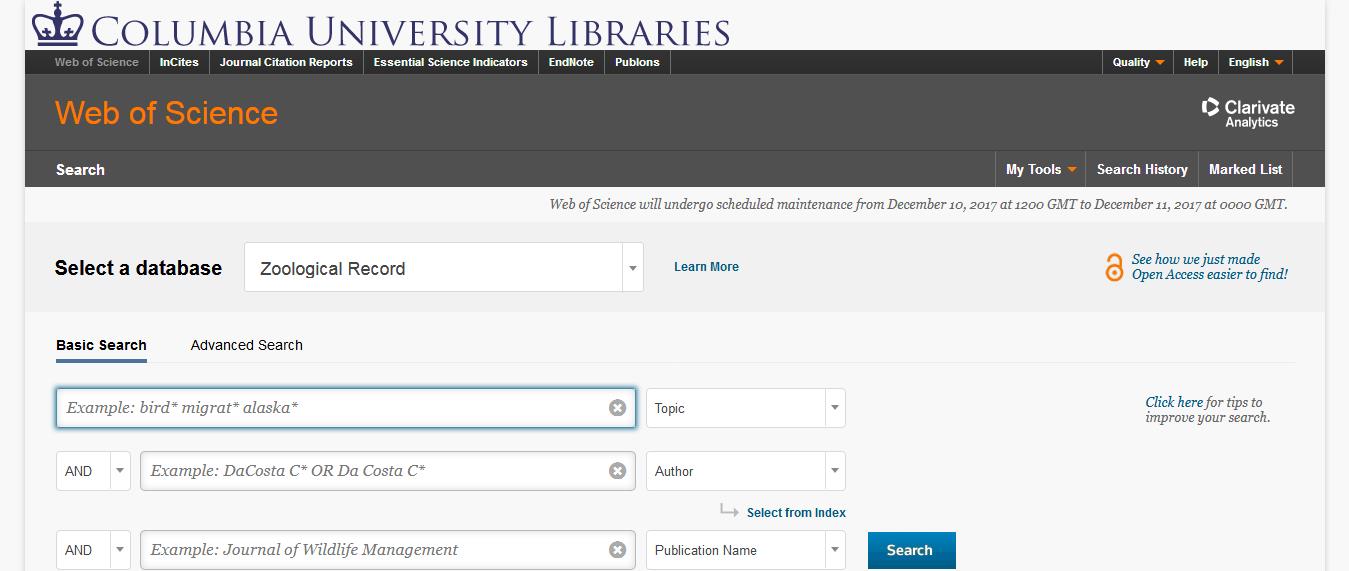 COLUMBIA UNIVERSITY LIBRARIES
Web of Science InCites Journal Citation Reports Essential Science Indicators EndNote Publons Quality Help English
Web of Science
Clarivate
Analytics
Search My Tools Search History Marked List
Web of Science will undergo scheduled maintenance from December 10, 2017 at 1200 GMT to December 11, 2017 at 0000 GMT.
Select a database Zoological Record Learn More
See how we just made
Open Access easier to find!
Basic Search Advanced Search
Example: bird* migrat* alaska* Topic
Click here for tips to
improve your search.
AND Example: DaCosta C* OR Da Costa C* Author
Select from Index
AND Example: Journal of Wildlife Management Publication Name Search